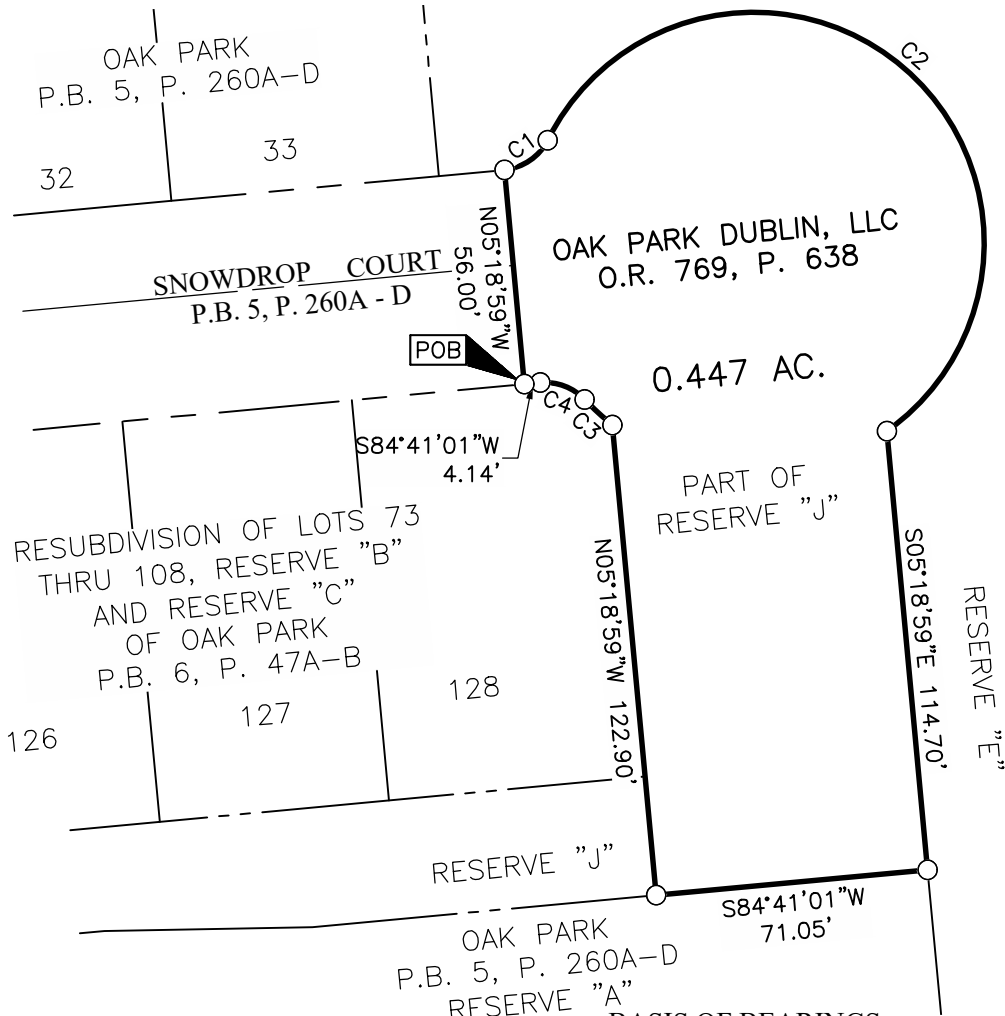 OAK PARK
P.B. 5, P. 260A-D
32
33
C1
C2
OAK PARK DUBLIN, LLC
O.R. 769, P. 638
N05°18'59"W
56.00'
SNOWDROP COURT
P.B. 5, P. 260A - D
POB
0.447 AC.
C4
C3
S84°41'01"W
4.14'
PART OF
RESERVE "J"
RESUBDIVISION OF LOTS 73
THRU 108, RESERVE "B"
AND RESERVE "C"
OF OAK PARK
P.B. 6, P. 47A-B
N05°18'59"W 122.90'
S05°18'59"E 114.70'
RESERVE "E"
126
127
128
RESERVE "J"
S84°41'01"W
71.05'
OAK PARK
P.B. 5, P. 260A-D
RESERVE "A"
BASIS OF BEARINGS